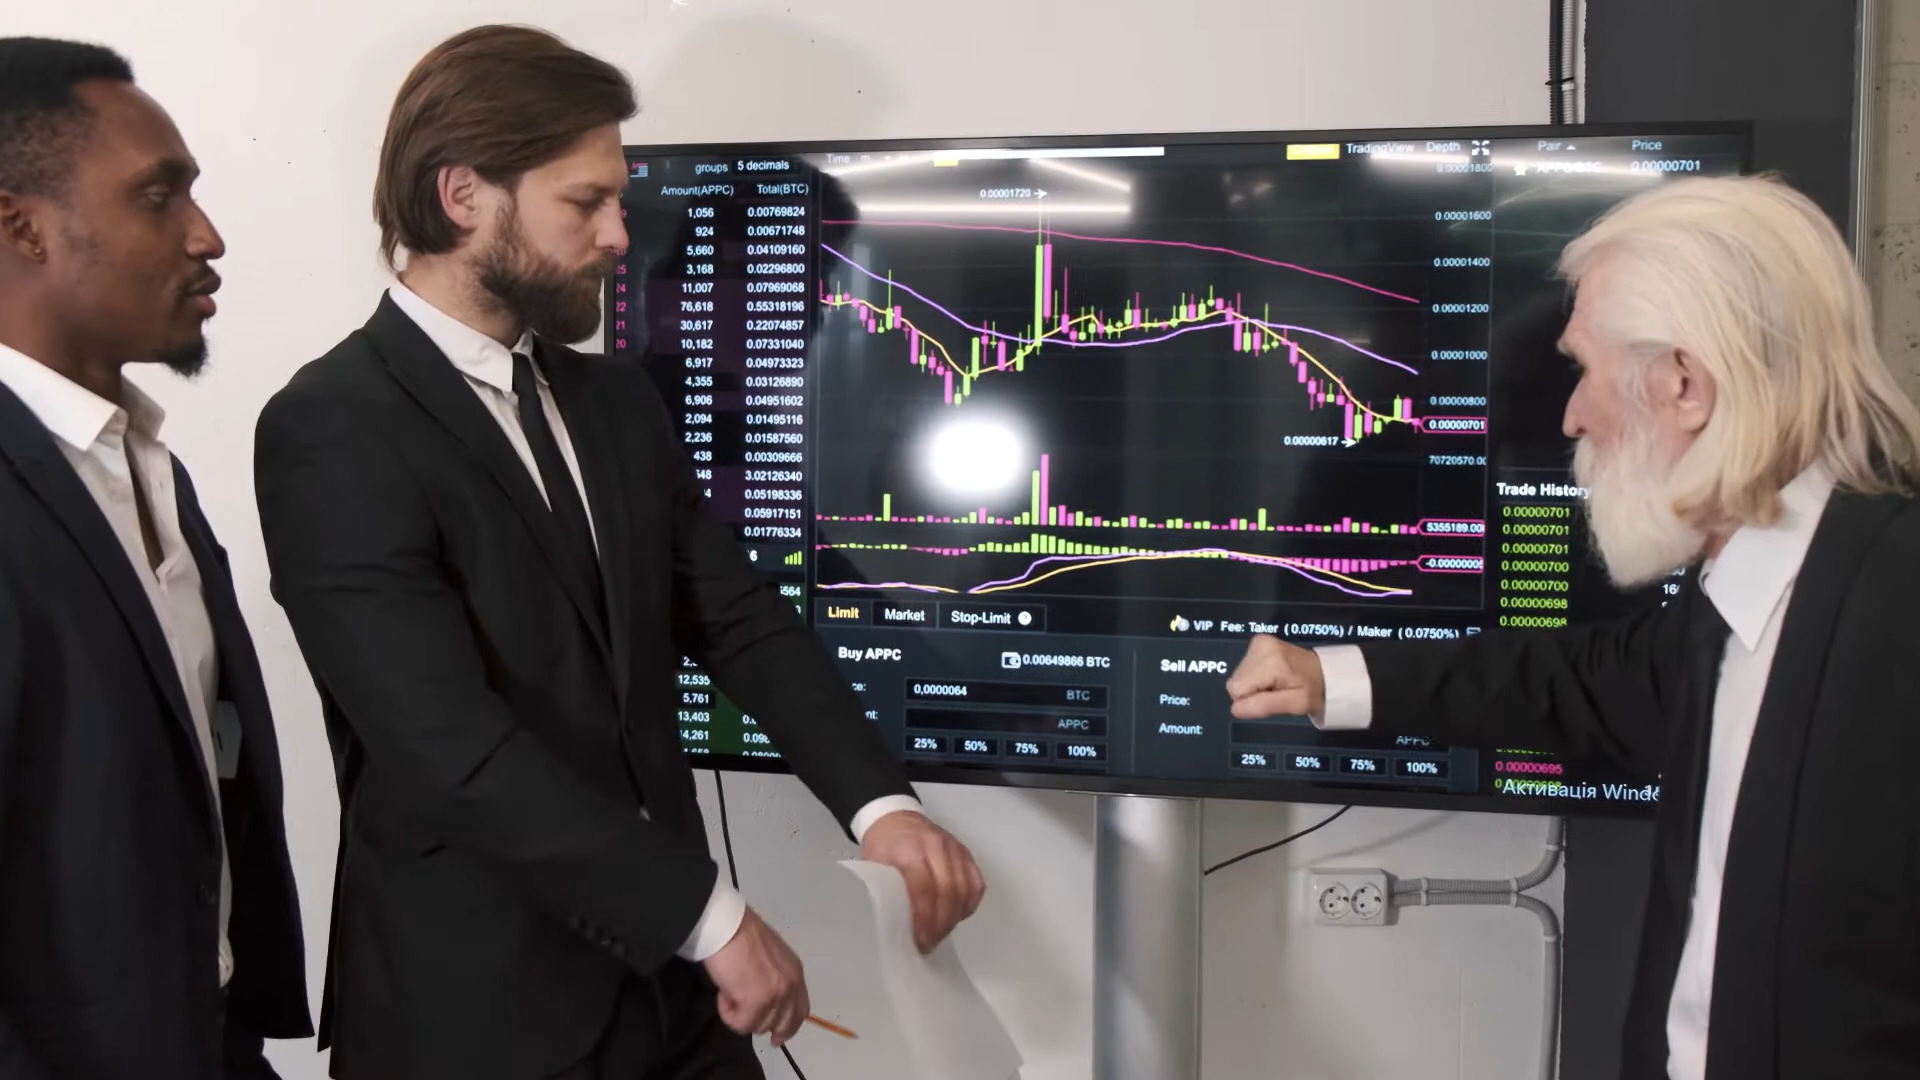 groups 5 decimals
Amount(APPC) Total(BTC)
1,056 0.00769824
924 0.00671748
5,660 0.04109160
3,168 0.02296800
11,007 0.07969068
76,618 0.55318196
30,617 0.22074857
10,182 0.07331040
6,917 0.04973323
4,355 0.03126890
6,906 0.04951602
2,094 0.01495116
2,236 0.01587560
438 0.00309666
3.02126340
0.05198336
0.05917151
0.01776334
6
12,535
5,761
13,403
14,261
Time
TradingView Depth
0.00001800
0.00001720
0.00001600
0.00001400
0.00001200
0.00001000
0.00000800
0.00000701
0.00000617
70720570.00
5355189.00
-0.0000000
Limit Market Stop-Limit ?
VIP Fee: Taker ( 0.0750%) / Maker ( 0.0750%)
Buy APPC 0.00649866 BTC
0,0000064 BTC
APPC
25% 50% 75% 100%
Sell APPC
Price:
Amount:
APPC
25% 50% 75% 100%
Pair Price
0.00000701
Trade History
0.00000701
0.00000701
0.00000701
0.00000700
0.00000700
0.00000698
0.00000698
0.00000695
Активація